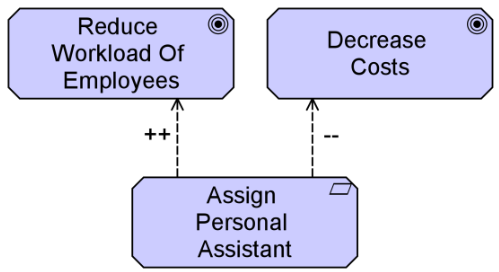 Reduce
Workload Of
Employees
Decrease
Costs
++
--
Assign
Personal
Assistant